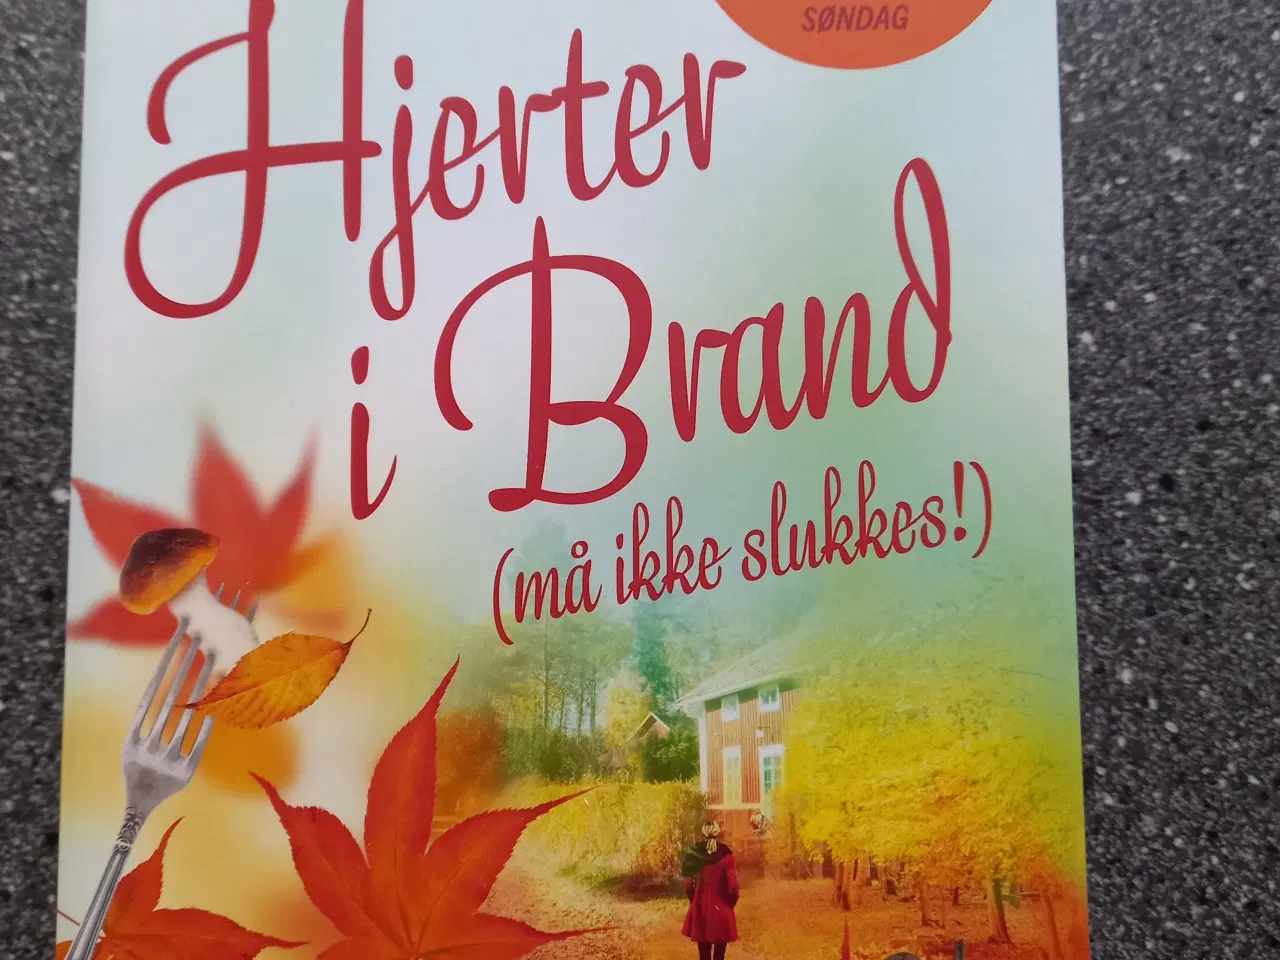 SØNDAG
Hjerter
i Brand
(må ikke slukkes!)